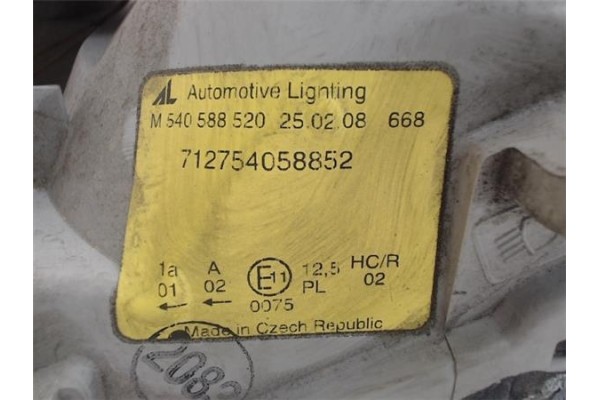 AL Automotive Lighting
M 540 588 520 25.02.08 668
712754058852
1a A E11 12,5 HC/R
01 02 PL 02
← ← 0075
Made in Czech Republic